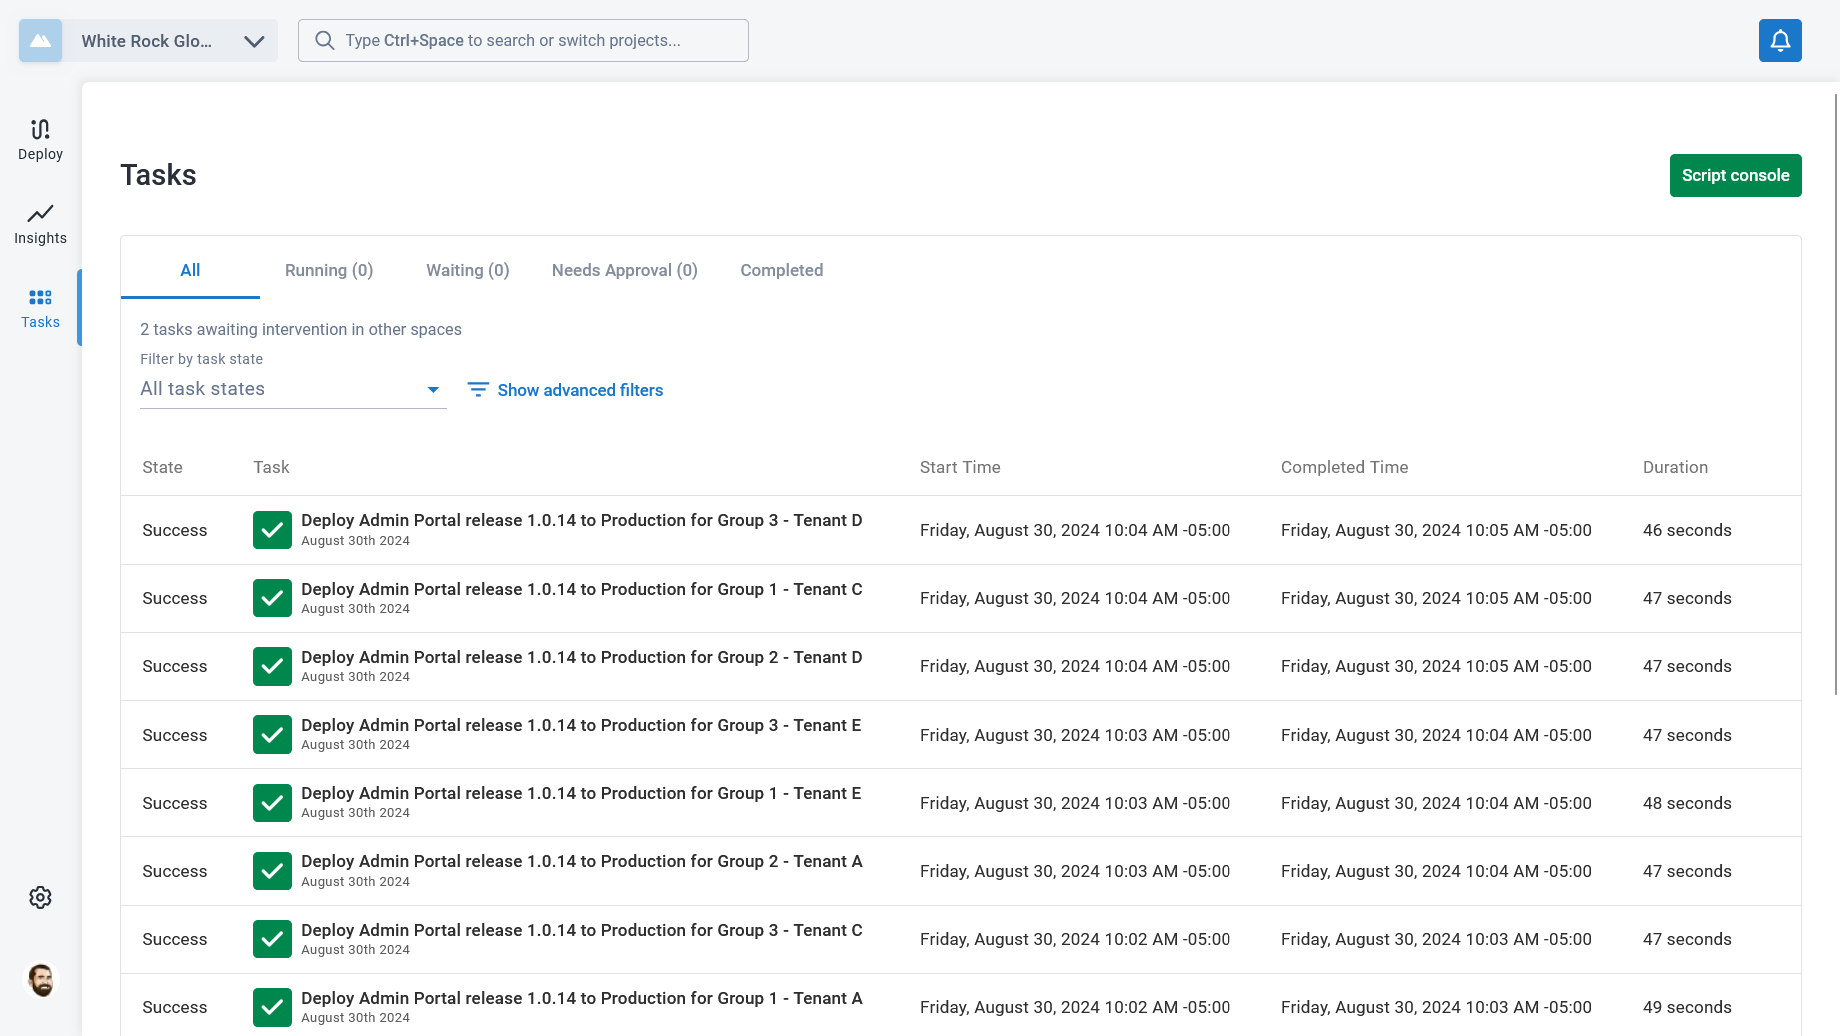 White Rock Glo...
Type Ctrl+Space to search or switch projects...
Deploy
Insights
Tasks
Tasks
Script console
All Running (0) Waiting (0) Needs Approval (0) Completed
2 tasks awaiting intervention in other spaces
Filter by task state
All task states
Show advanced filters
State Task Start Time Completed Time Duration
Success Deploy Admin Portal release 1.0.14 to Production for Group 3 - Tenant D Friday, August 30, 2024 10:04 AM -05:00 Friday, August 30, 2024 10:05 AM -05:00 46 seconds
August 30th 2024
Success Deploy Admin Portal release 1.0.14 to Production for Group 1 - Tenant C Friday, August 30, 2024 10:04 AM -05:00 Friday, August 30, 2024 10:05 AM -05:00 47 seconds
August 30th 2024
Success Deploy Admin Portal release 1.0.14 to Production for Group 2 - Tenant D Friday, August 30, 2024 10:04 AM -05:00 Friday, August 30, 2024 10:05 AM -05:00 47 seconds
August 30th 2024
Success Deploy Admin Portal release 1.0.14 to Production for Group 3 - Tenant E Friday, August 30, 2024 10:03 AM -05:00 Friday, August 30, 2024 10:04 AM -05:00 47 seconds
August 30th 2024
Success Deploy Admin Portal release 1.0.14 to Production for Group 1 - Tenant E Friday, August 30, 2024 10:03 AM -05:00 Friday, August 30, 2024 10:04 AM -05:00 48 seconds
August 30th 2024
Success Deploy Admin Portal release 1.0.14 to Production for Group 2 - Tenant A Friday, August 30, 2024 10:03 AM -05:00 Friday, August 30, 2024 10:04 AM -05:00 47 seconds
August 30th 2024
Success Deploy Admin Portal release 1.0.14 to Production for Group 3 - Tenant C Friday, August 30, 2024 10:02 AM -05:00 Friday, August 30, 2024 10:03 AM -05:00 47 seconds
August 30th 2024
Success Deploy Admin Portal release 1.0.14 to Production for Group 1 - Tenant A Friday, August 30, 2024 10:02 AM -05:00 Friday, August 30, 2024 10:03 AM -05:00 49 seconds
August 30th 2024